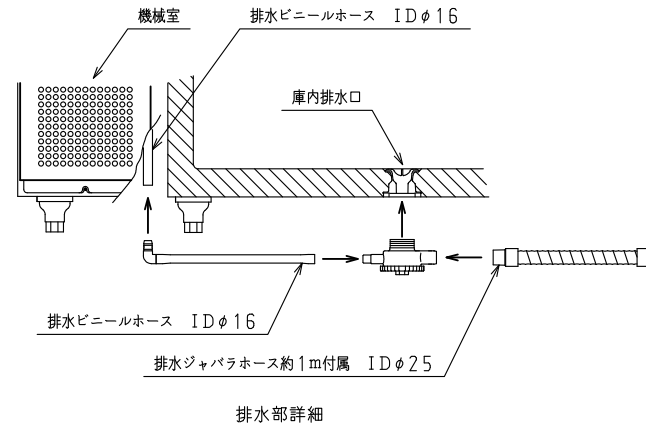 機械室
排水ビニールホース IDφ16
庫内排水口
排水ビニールホース IDφ16
排水ジャバラホース約1m付属 IDφ25
排水部詳細